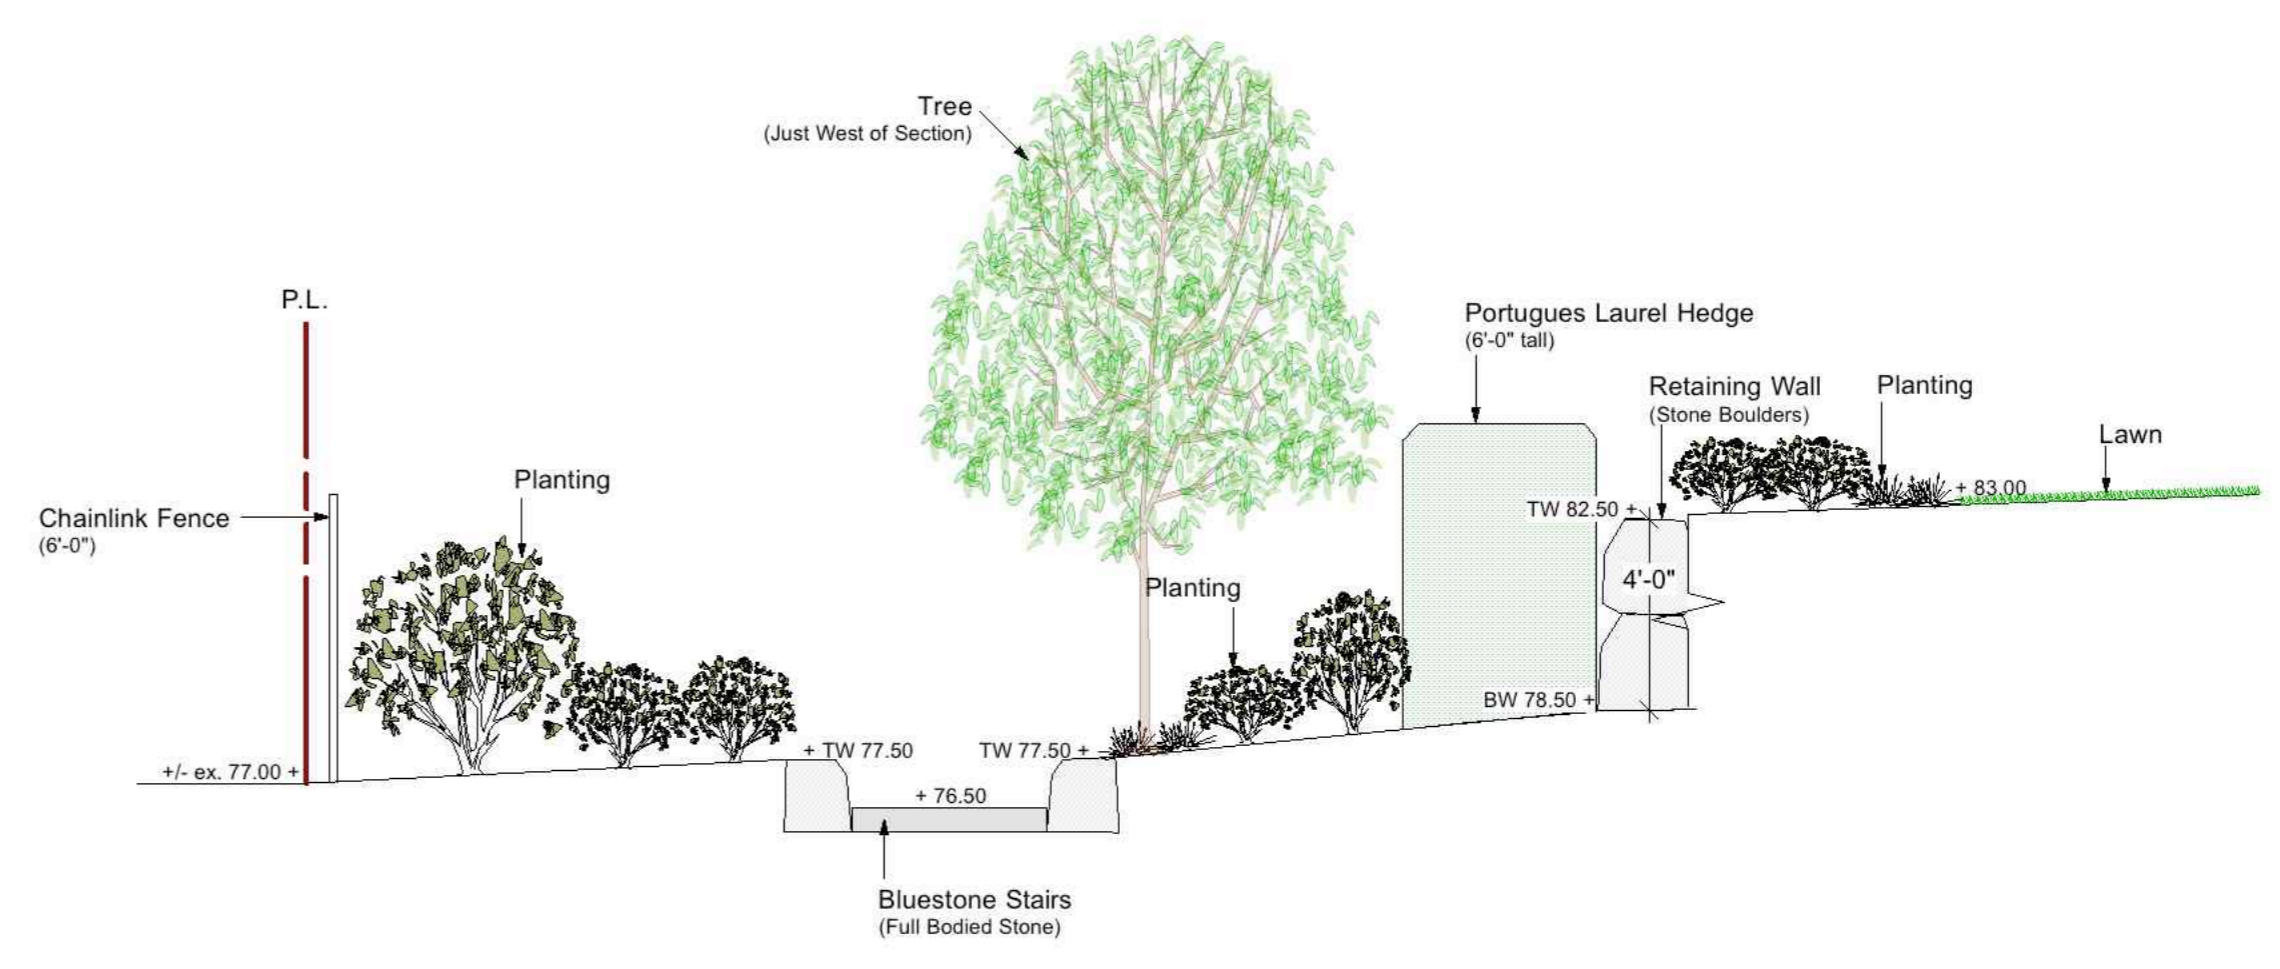 Tree
(Just West of Section)
P.L.
Portugues Laurel Hedge
(6'-0" tall)
Retaining Wall
(Stone Boulders)
Planting
Lawn
Planting
Chainlink Fence
(6'-0")
+ 83.00
TW 82.50 +
4'-0"
Planting
BW 78.50 +
+/- ex. 77.00 +
+ TW 77.50
TW 77.50 +
+ 76.50
Bluestone Stairs
(Full Bodied Stone)